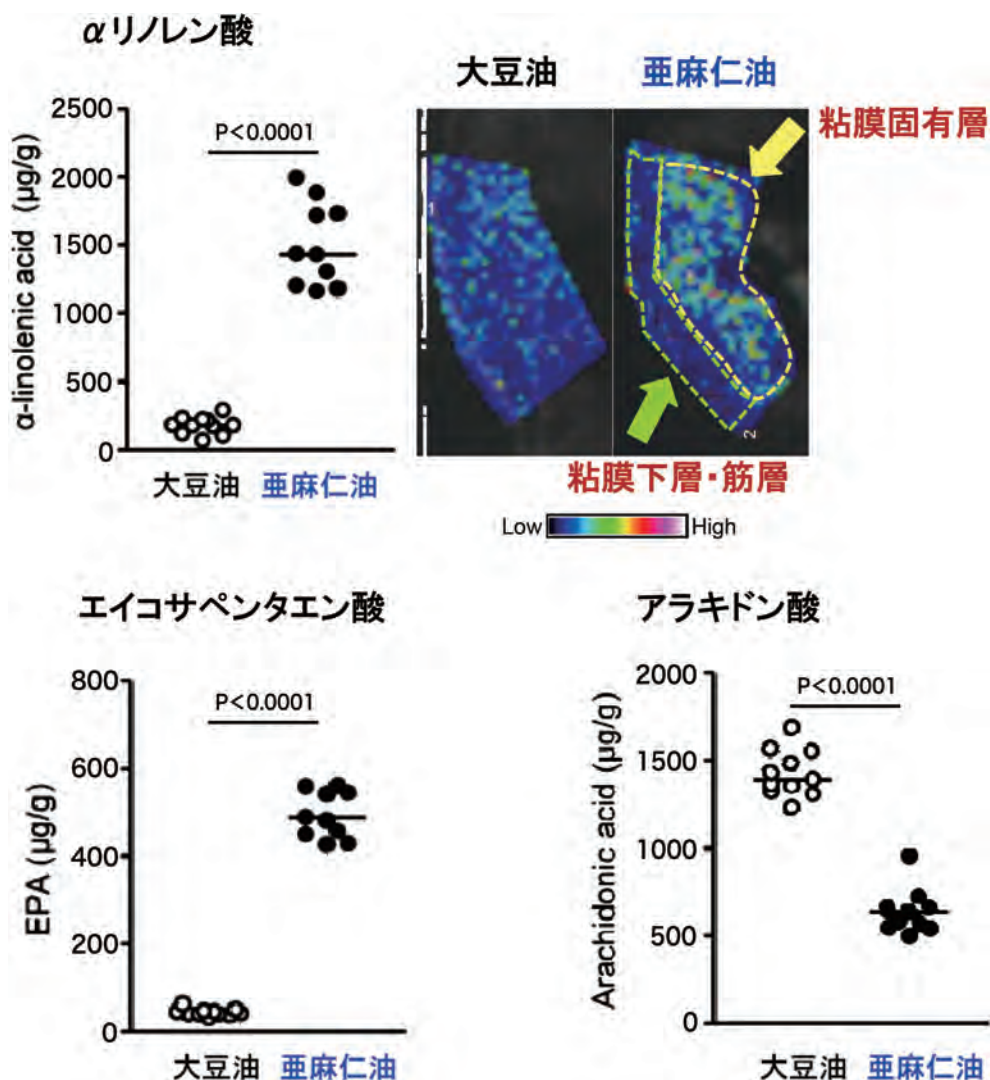 αリノレン酸
α-linolenic acid (μg/g)
2500
2000
1500
1000
500
0
P<0.0001
大豆油
亜麻仁油
大豆油
亜麻仁油
粘膜固有層
粘膜下層・筋層
2
Low
High
エイコサペンタエン酸
EPA (μg/g)
800
600
400
200
0
P<0.0001
大豆油
亜麻仁油
アラキドン酸
Arachidonic acid (μg/g)
2000
1500
1000
500
0
P<0.0001
大豆油
亜麻仁油